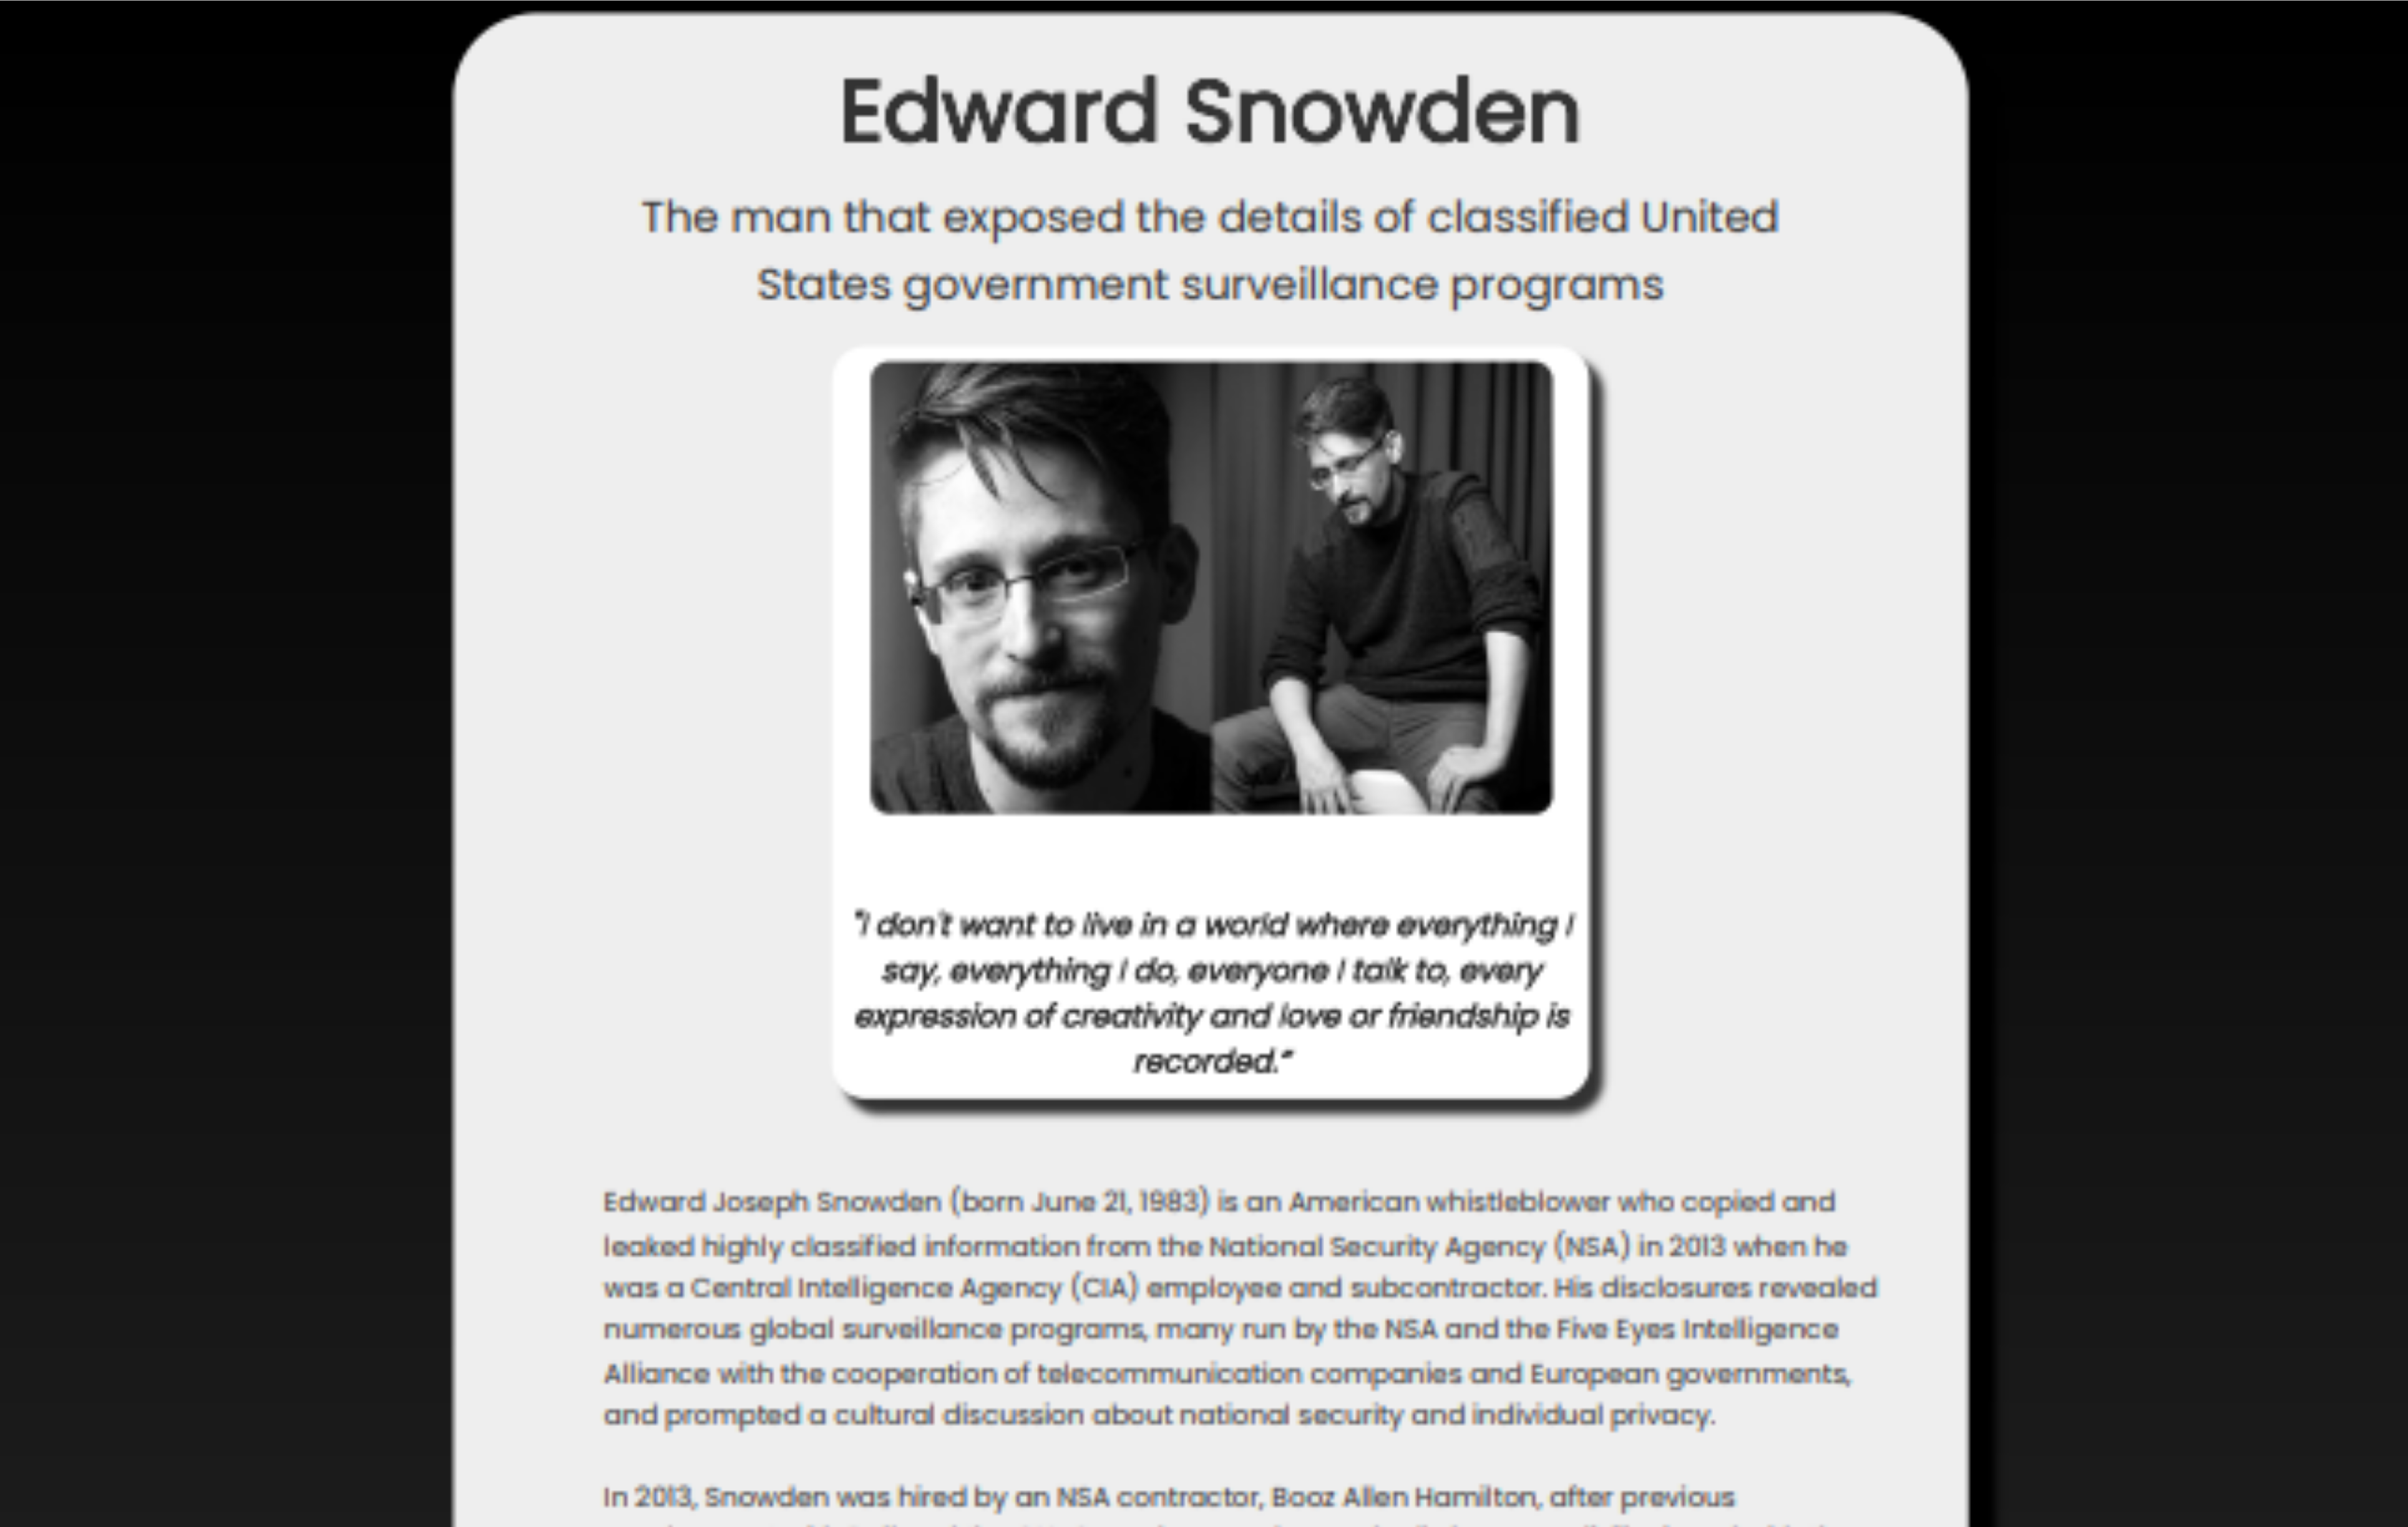 Edward Snowden
The man that exposed the details of classified United
States government surveillance programs
"I don't want to live in a world where everything I
say, everything I do, everyone I talk to, every
expression of creativity and love or friendship is
recorded.”
Edward Joseph Snowden (born June 21, 1983) is an American whistleblower who copied and
leaked highly classified information from the National Security Agency (NSA) in 2013 when he
was a Central Intelligence Agency (CIA) employee and subcontractor. His disclosures revealed
numerous global surveillance programs, many run by the NSA and the Five Eyes Intelligence
Alliance with the cooperation of telecommunication companies and European governments,
and prompted a cultural discussion about national security and individual privacy.
In 2013, Snowden was hired by an NSA contractor, Booz Allen Hamilton, after previous